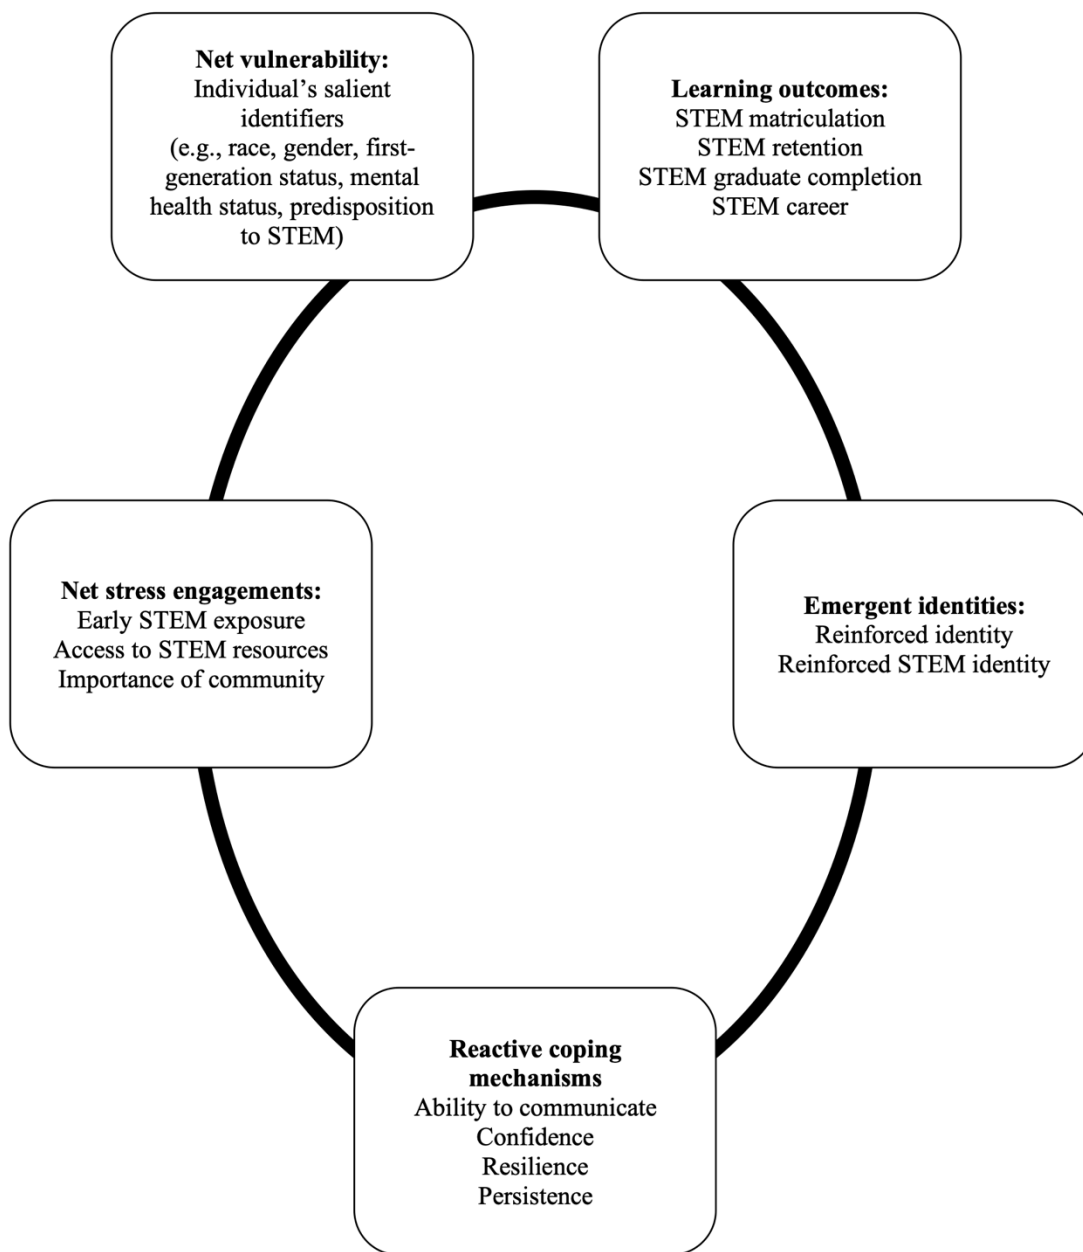 Net vulnerability:
Individual’s salient
identifiers
(e.g., race, gender, first-
generation status, mental
health status, predisposition
to STEM)
Learning outcomes:
STEM matriculation
STEM retention
STEM graduate completion
STEM career
Net stress engagements:
Early STEM exposure
Access to STEM resources
Importance of community
Emergent identities:
Reinforced identity
Reinforced STEM identity
Reactive coping
mechanisms
Ability to communicate
Confidence
Resilience
Persistence